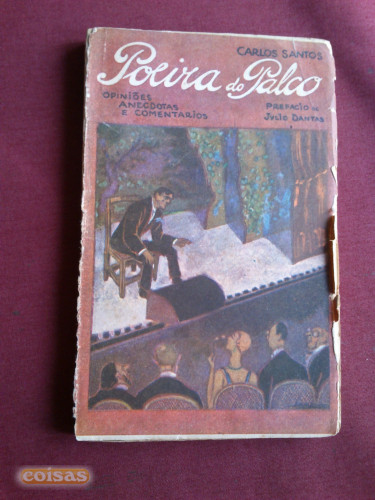 CARLOS SANTOS
Poeira do Palco
OPINIÕES
ANECDOTAS
E COMENTARIOS
PREFACIO DE
JULIO DANTAS
coisas